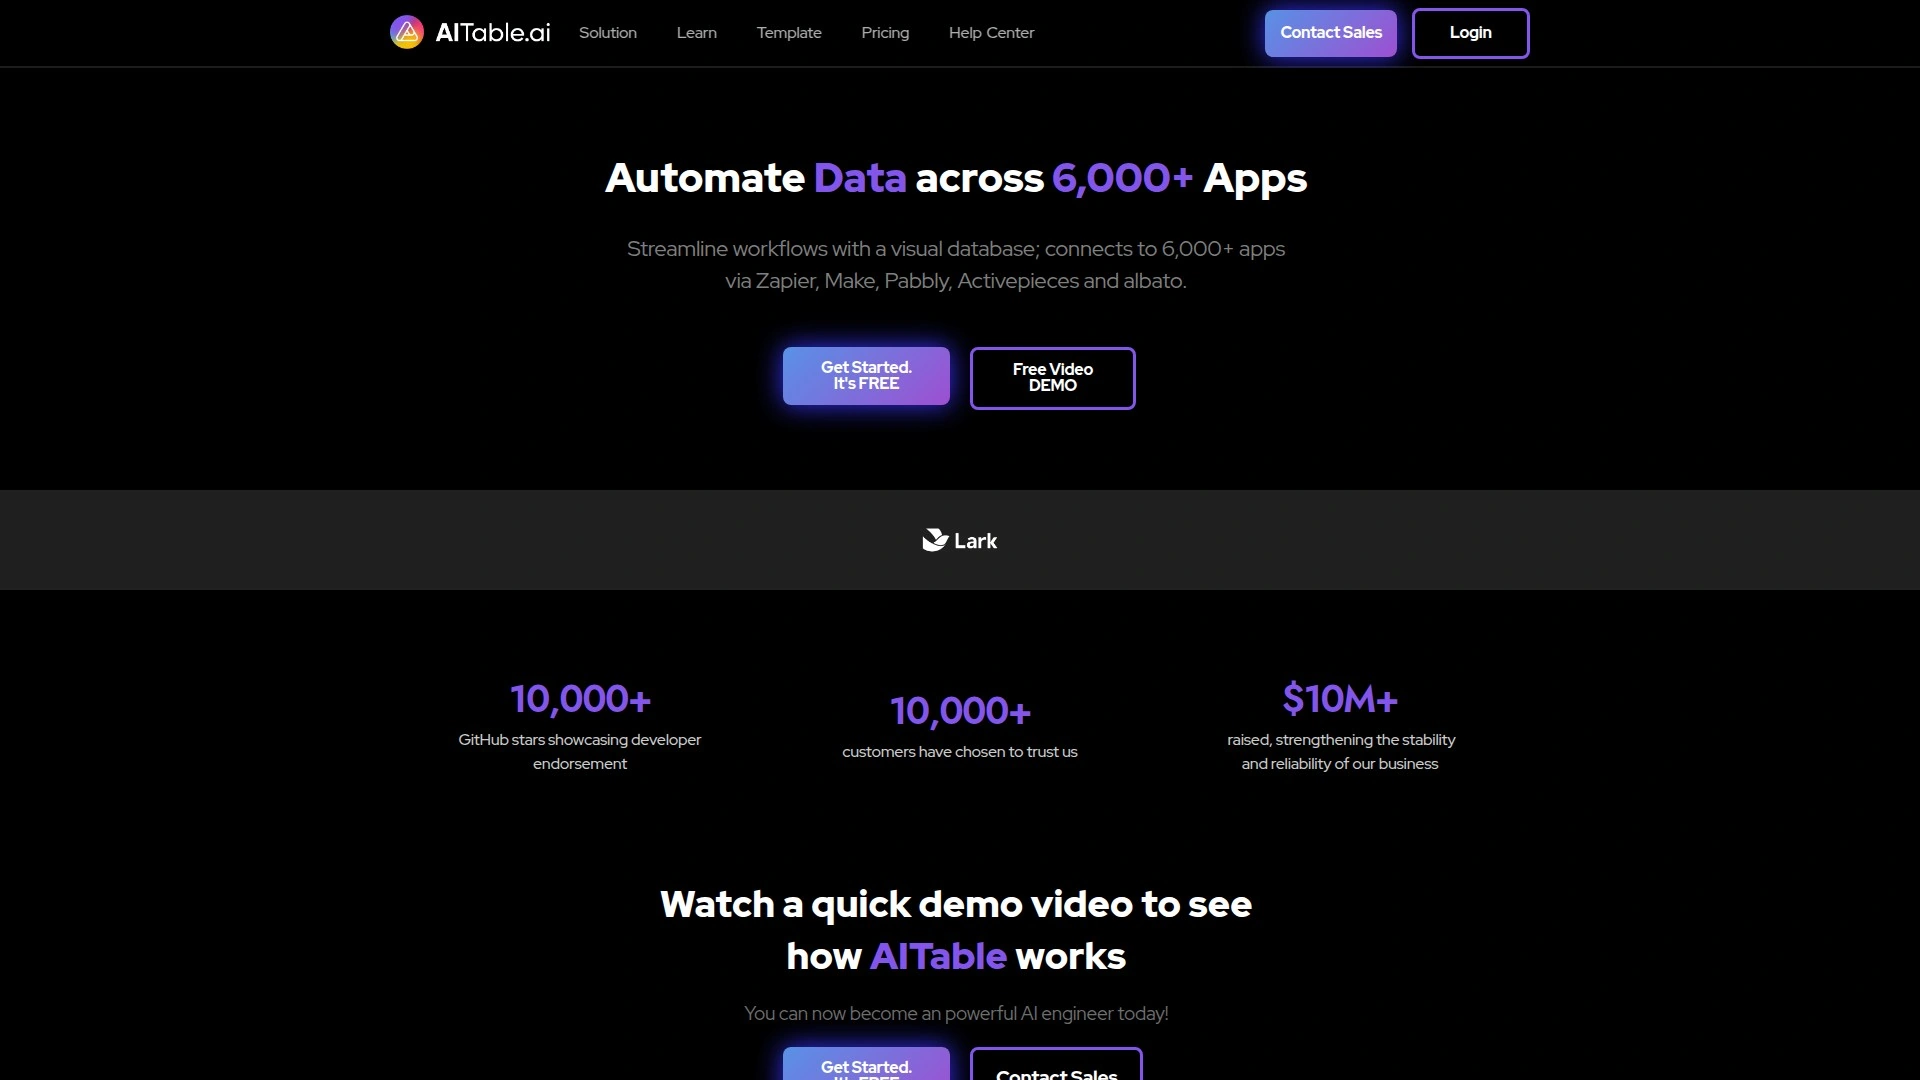 AITable.ai
Solution
Learn
Template
Pricing
Help Center
Contact Sales
Login
Automate Data across 6,000+ Apps
Streamline workflows with a visual database; connects to 6,000+ apps
via Zapier, Make, Pabbly, Activepieces and albato.
Get Started.
It's FREE
Free Video
DEMO
Lark
10,000+
GitHub stars showcasing developer
endorsement
10,000+
customers have chosen to trust us
$10M+
raised, strengthening the stability
and reliability of our business
Watch a quick demo video to see
how AITable works
You can now become an powerful AI engineer today!
Get Started.
It's FREE
Contact Sales